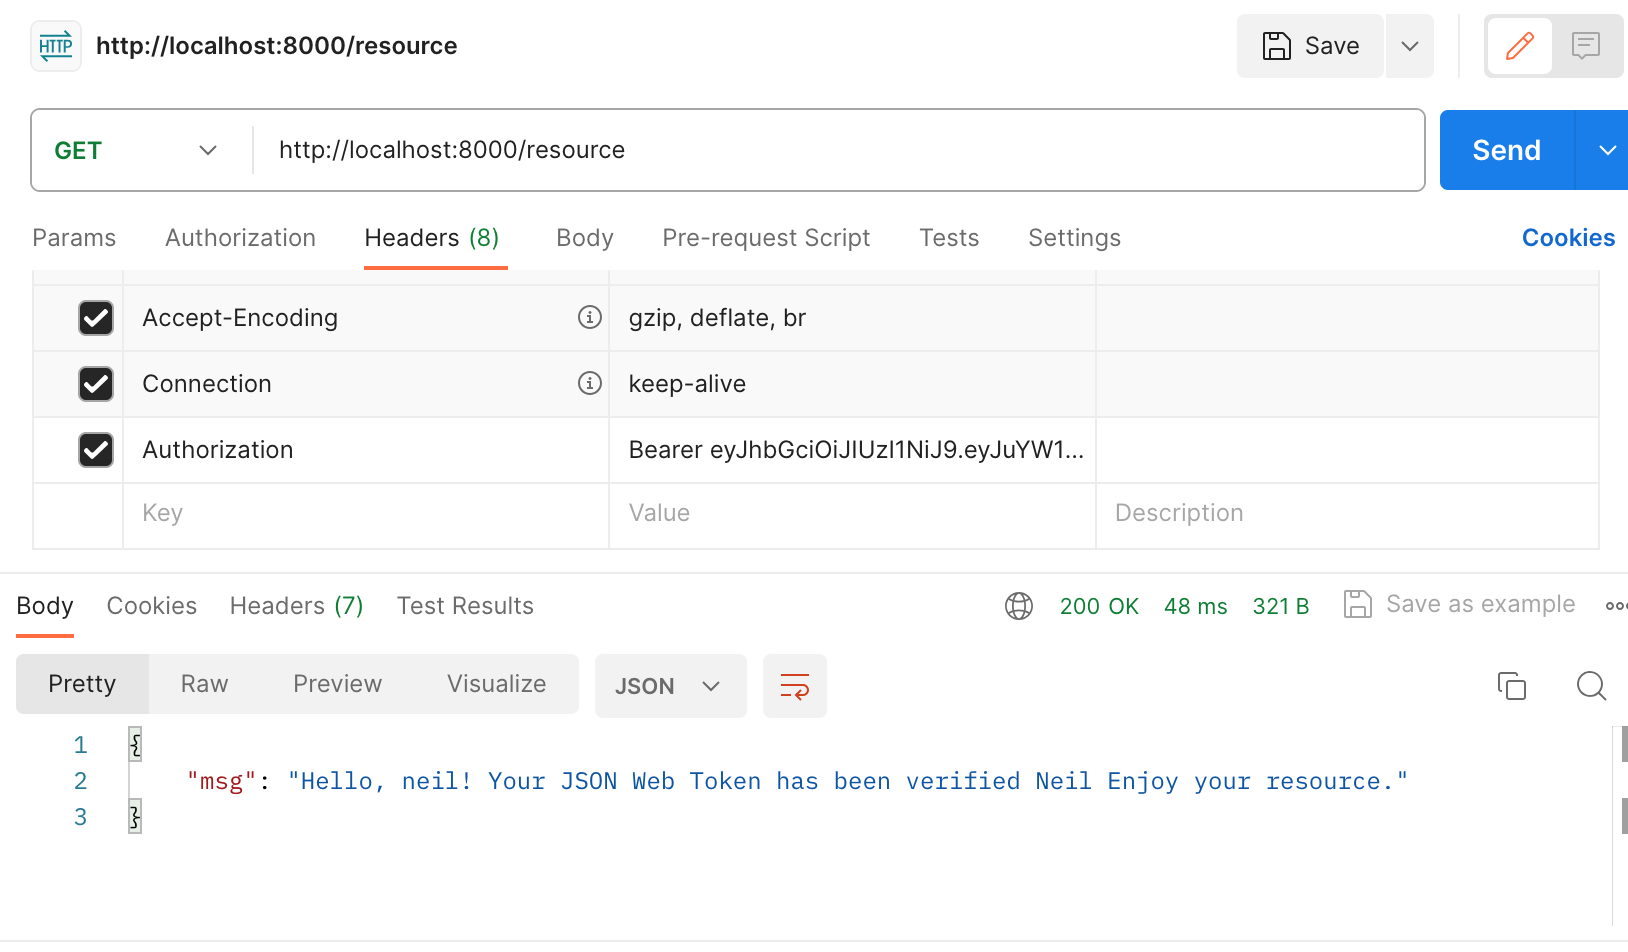 HTTP http://localhost:8000/resource Save
GET http://localhost:8000/resource Send
Params Authorization Headers (8) Body Pre-request Script Tests Settings Cookies
Accept-Encoding gzip, deflate, br
Connection keep-alive
Authorization Bearer eyJhbGciOiJIUzI1NiJ9.eyJuYW1...
Key Value Description
Body Cookies Headers (7) Test Results 200 OK 48 ms 321 B Save as example
Pretty Raw Preview Visualize JSON
1 {
2 "msg": "Hello, neil! Your JSON Web Token has been verified Neil Enjoy your resource."
3 }